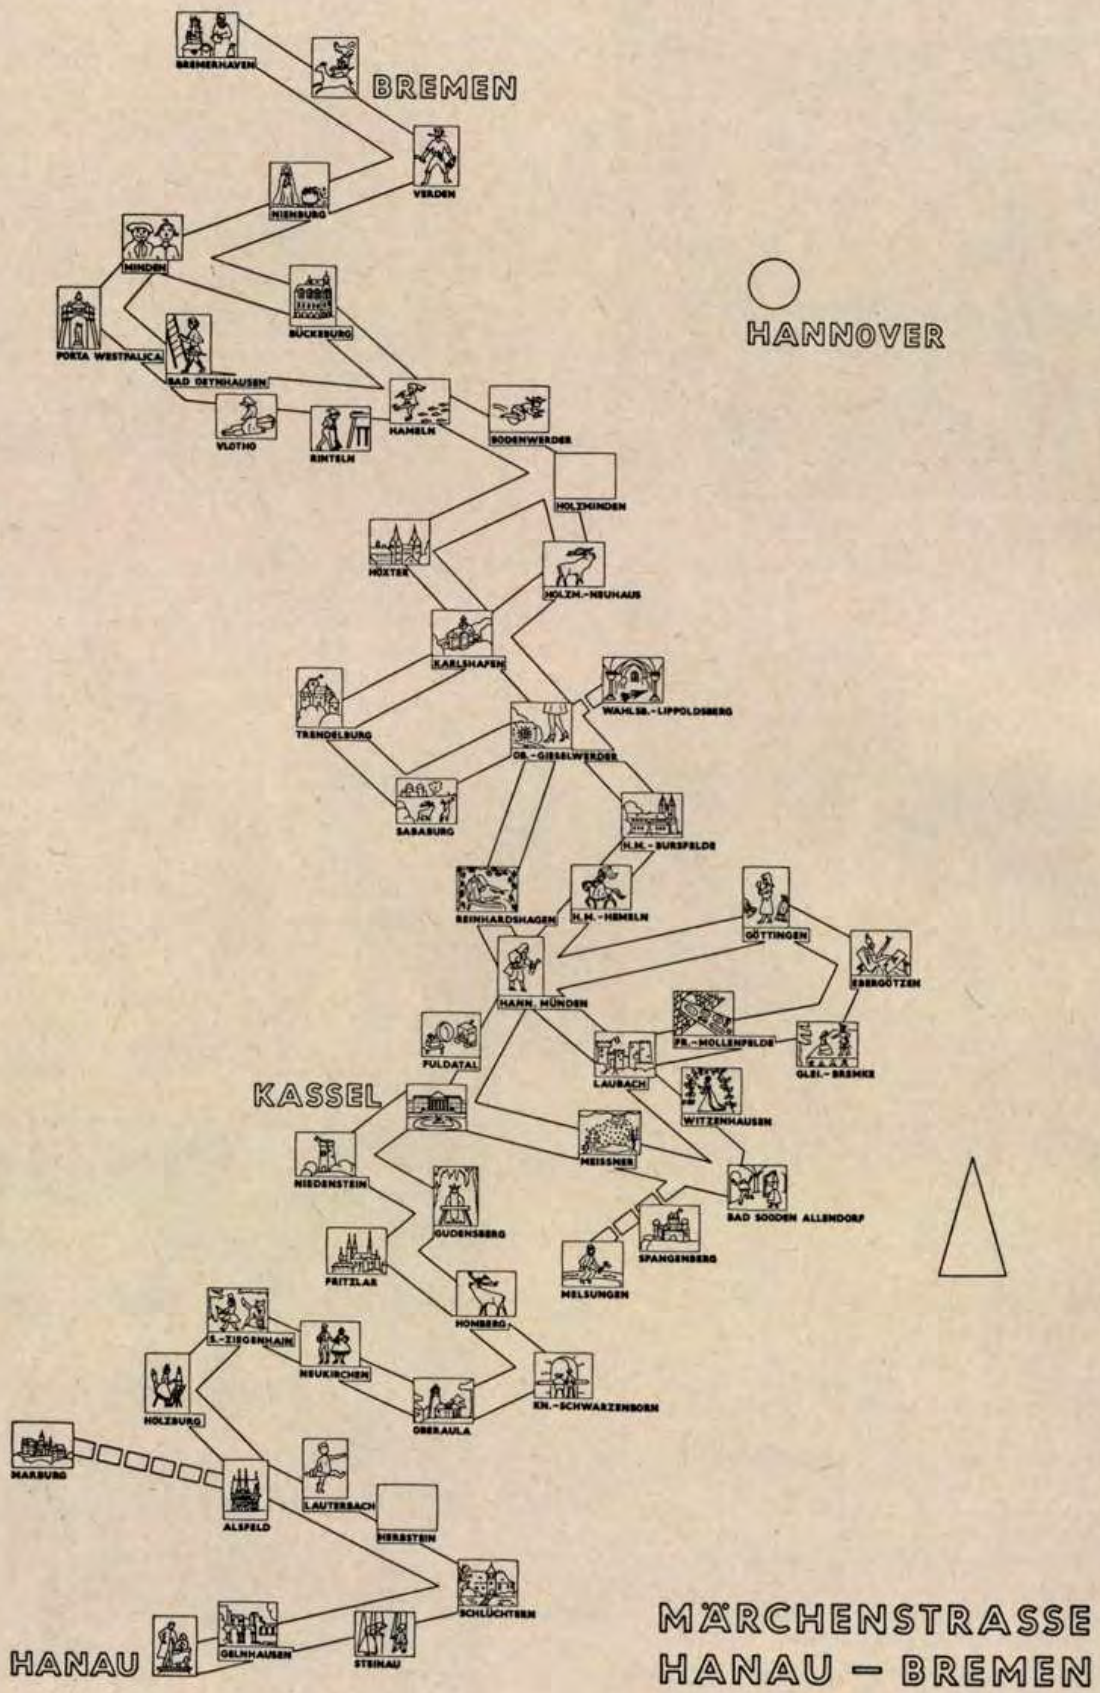 BREMERHAVEN
BREMEN
VERDEN
NIENBURG
MINDEN
HANNOVER
BÜCKEBURG
PORTA WESTFALICA
BAD OEYNHAUSEN
HAMELN
BODENWERDER
VLOTHO
RINTELN
HOLZMINDEN
HÖXTER
HOLZM.-NEUHAUS
KARLSHAFEN
WAHLSB.-LIPPOLDSBERG
TRENDELBURG
OB.-GIESELWERDER
SABABURG
H.M.-BURSFELDE
REINHARDSHAGEN
H.M.-HEMELN
GÖTTINGEN
EBERGÖTZEN
HANN. MÜNDEN
FR.-MOLLENFELDE
FULDATAL
GLEI.-BREMKE
LAUBACH
KASSEL
WITZENHAUSEN
MEISSNER
NIEDENSTEIN
BAD SOODEN ALLENDORF
GUDENSBERG
SPANGENBERG
FRITZLAR
MELSUNGEN
HOMBERG
S.-ZIEGENHAIN
NEUKIRCHEN
KN.-SCHWARZENBORN
HOLZBURG
OBERAULA
MARBURG
LAUTERBACH
ALSFELD
HERBSTEIN
SCHLÜCHTERN
GELNHAUSEN
STEINAU
HANAU
MÄRCHENSTRASSE
HANAU – BREMEN